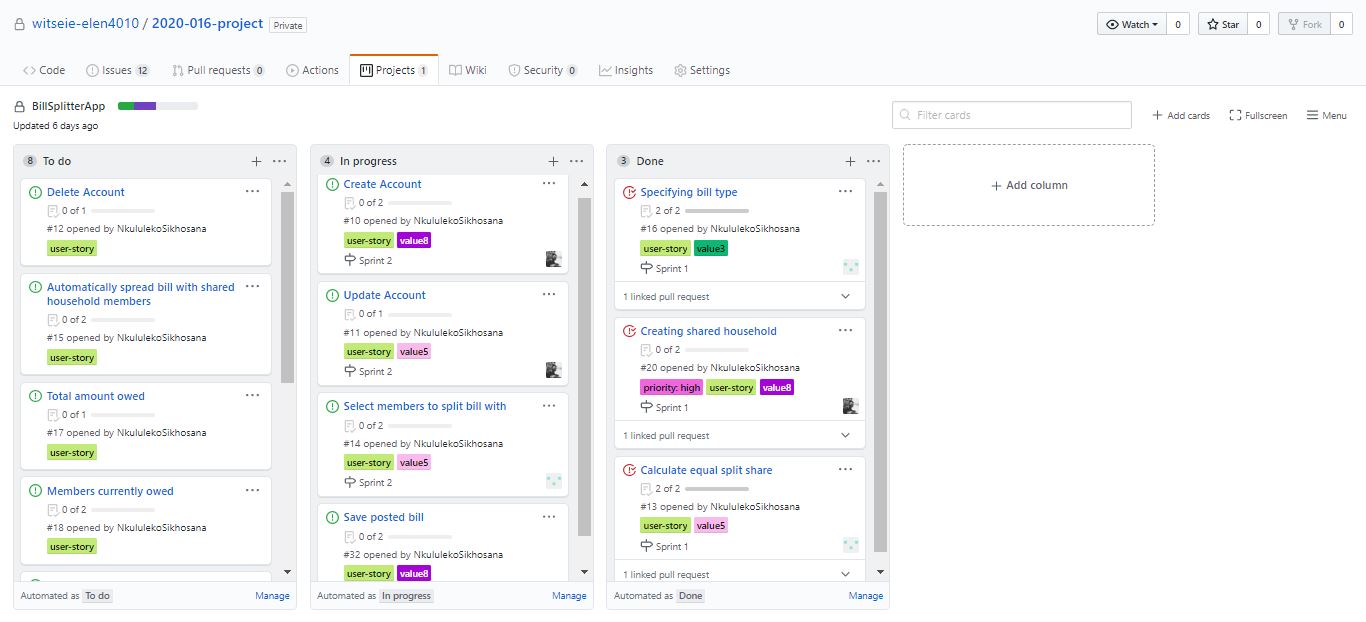 witseie-elen4010 / 2020-016-project Private
Watch 0 Star 0 Fork 0
Code Issues 12 Pull requests 0 Actions Projects 1 Wiki Security 0 Insights Settings
BillSplitterApp
Updated 6 days ago
Filter cards
Add cards Fullscreen Menu
8 To do
Delete Account
0 of 1
#12 opened by NkululekoSikhosana
user-story
Automatically spread bill with shared
household members
0 of 2
#15 opened by NkululekoSikhosana
user-story
Total amount owed
0 of 1
#17 opened by NkululekoSikhosana
user-story
Members currently owed
0 of 2
#18 opened by NkululekoSikhosana
user-story
Automated as To do Manage
4 In progress
Create Account
0 of 2
#10 opened by NkululekoSikhosana
user-story value8
Sprint 2
Update Account
0 of 1
#11 opened by NkululekoSikhosana
user-story value5
Sprint 2
Select members to split bill with
0 of 2
#14 opened by NkululekoSikhosana
user-story value5
Sprint 2
Save posted bill
0 of 2
#32 opened by NkululekoSikhosana
user-story value8
Automated as In progress Manage
3 Done
Specifying bill type
2 of 2
#16 opened by NkululekoSikhosana
user-story value3
Sprint 1
1 linked pull request
Creating shared household
0 of 2
#20 opened by NkululekoSikhosana
priority: high user-story value8
Sprint 1
1 linked pull request
Calculate equal split share
2 of 2
#13 opened by NkululekoSikhosana
user-story value5
Sprint 1
1 linked pull request
Automated as Done Manage
Add column